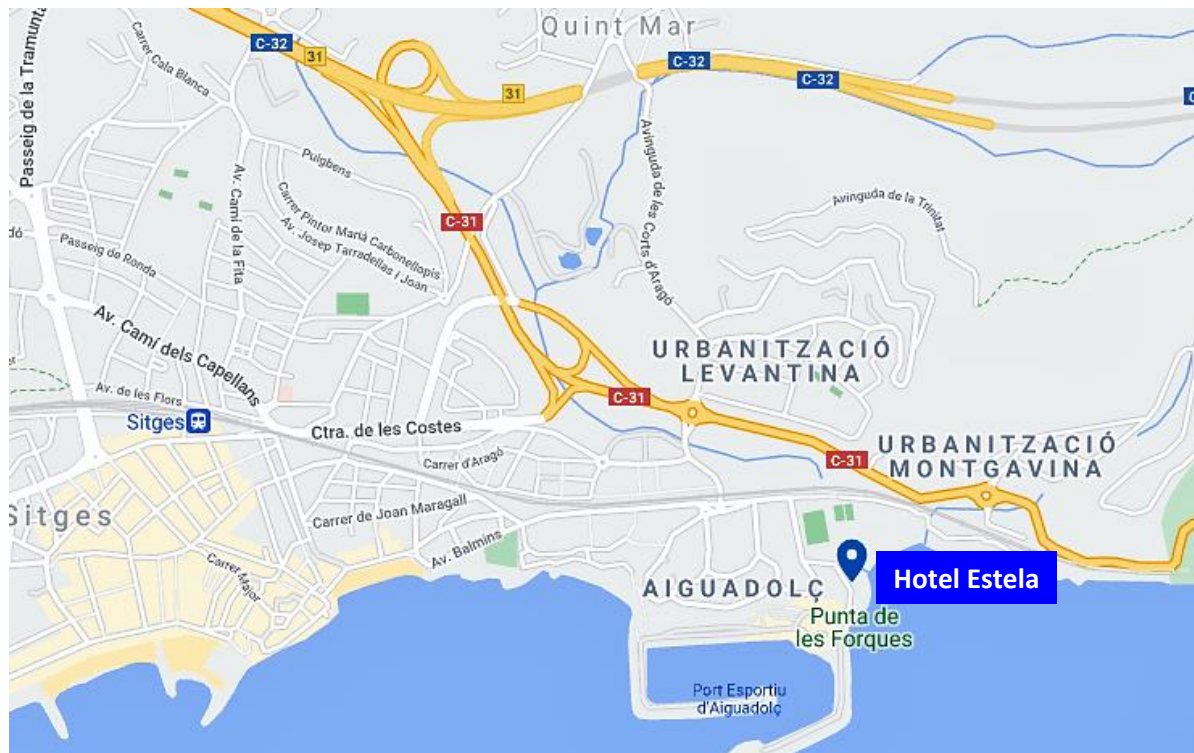 Quint Mar
C-32
31
31
C-32
C-32
C-31
Passeig de la Tramunta
Carrer Cala Blanca
Av. Camí de la Fita
Puigbens
Carrer Pintor Marià Carbonellopis
Av. Josep Tarradellas i Joan
Avinguda de les Corts d'Aragó
Avinguda de la Trinitat
dó
Passeig de Ronda
Av. Camí dels Capellans
Av. de les Flors
Sitges
Ctra. de les Costes
URBANITZACIÓ
LEVANTINA
C-31
C-31
URBANITZACIÓ
MONTGAVINA
Carrer d'Aragó
Carrer de Joan Maragall
Sitges
Carrer Major
Av. Balmins
AIGUADOLÇ
Hotel Estela
Punta de
les Forques
Port Esportiu
d'Aiguadolç